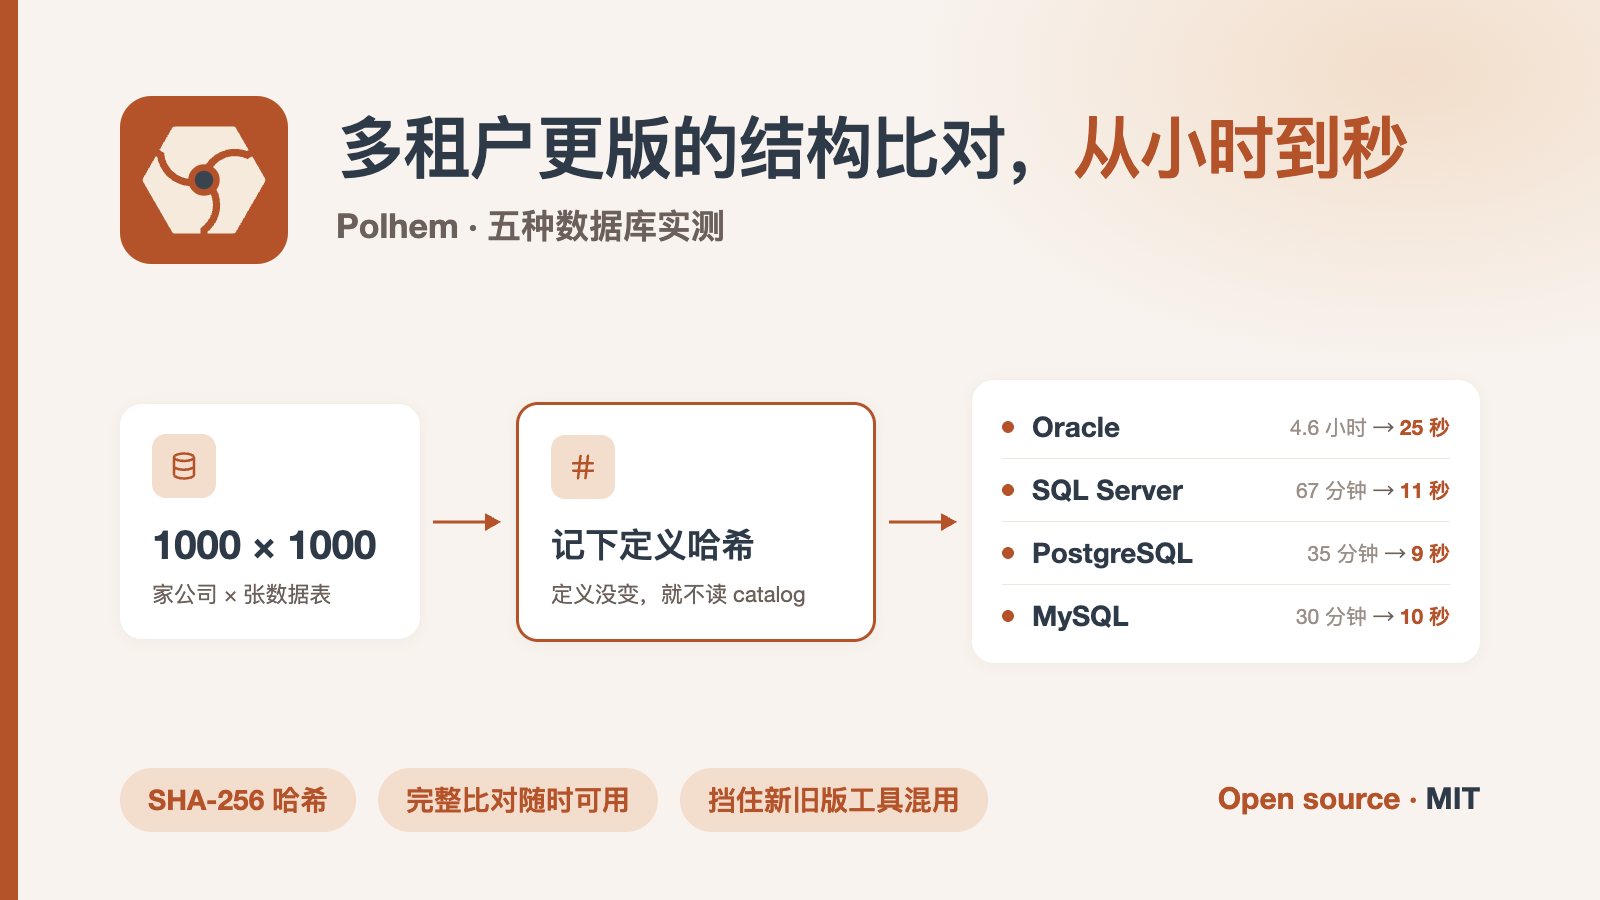 多租户更版的结构比对，从小时到秒
Polhem · 五种数据库实测
1000 × 1000
家公司 × 张数据表
记下定义哈希
定义没变，就不读 catalog
Oracle 4.6 小时 → 25 秒
SQL Server 67 分钟 → 11 秒
PostgreSQL 35 分钟 → 9 秒
MySQL 30 分钟 → 10 秒
SHA-256 哈希
完整比对随时可用
挡住新旧版工具混用
Open source · MIT